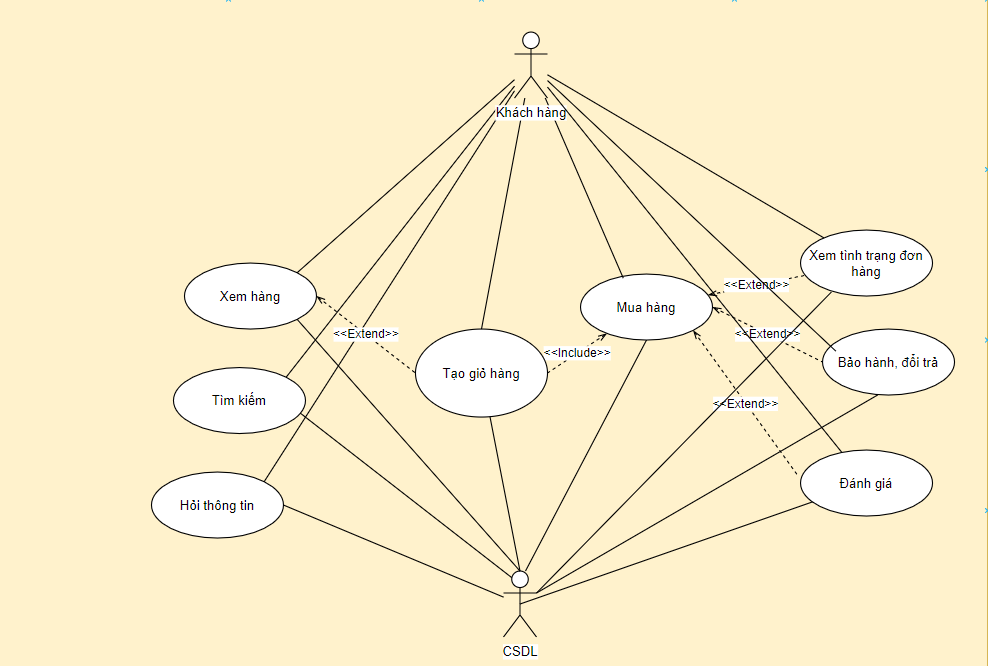 Khách hàng
Xem tình trạng đơn
hàng
<<Extend>>
Xem hàng
Mua hàng
<<Extend>>
<<Extend>>
<<Include>>
Bảo hành, đổi trả
Tạo giỏ hàng
Tìm kiếm
<<Extend>>
Đánh giá
Hỏi thông tin
CSDL